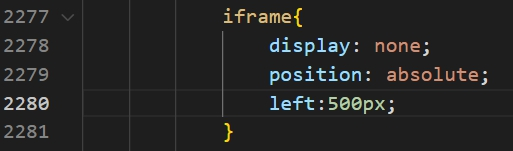 2277 iframe{
2278 display: none;
2279 position: absolute;
2280 left:500px;
2281 }